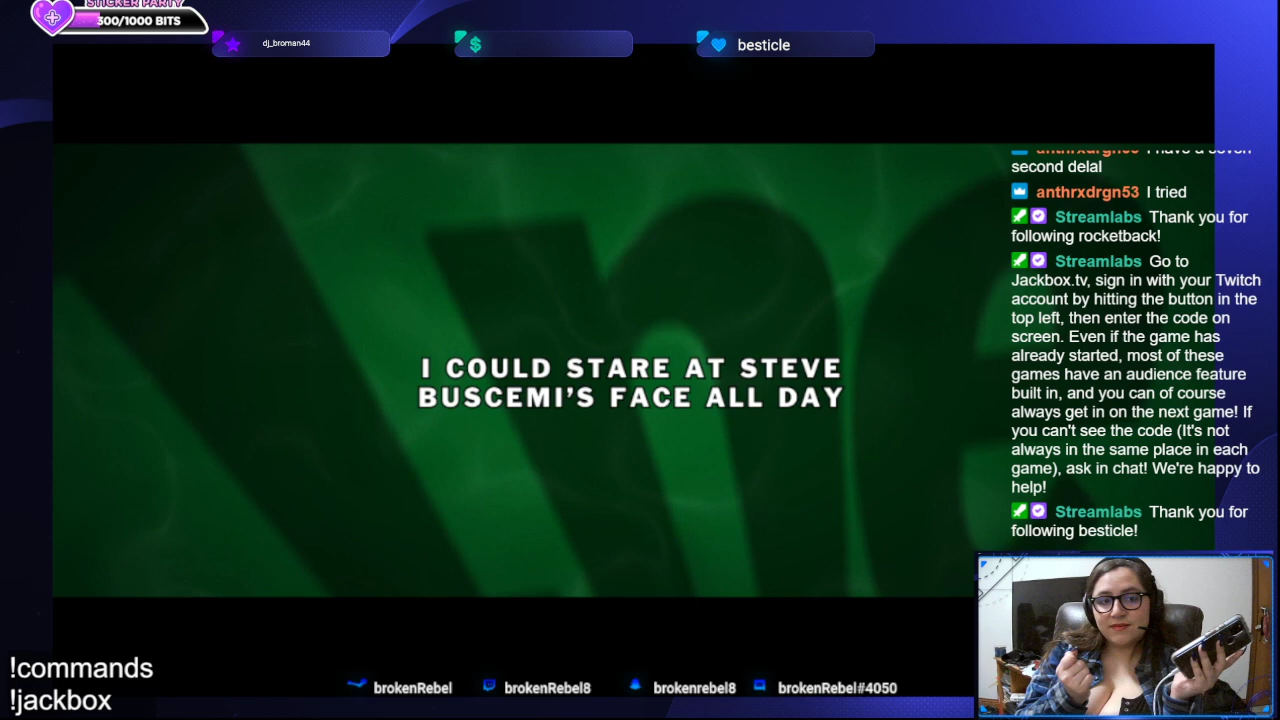 STICKER PARTY
300/1000 BITS
dj_broman44
besticle
second delal
anthrxdrgn53 I tried
Streamlabs Thank you for
following rocketback!
Streamlabs Go to
Jackbox.tv, sign in with your Twitch
account by hitting the button in the
top left, then enter the code on
screen. Even if the game has
already started, most of these
games have an audience feature
built in, and you can of course
always get in on the next game! If
you can't see the code (It's not
always in the same place in each
game), ask in chat! We're happy to
help!
Streamlabs Thank you for
following besticle!
I COULD STARE AT STEVE
BUSCEMI'S FACE ALL DAY
!commands
!jackbox
brokenRebel
brokenRebel8
brokenrebel8
brokenRebel#4050